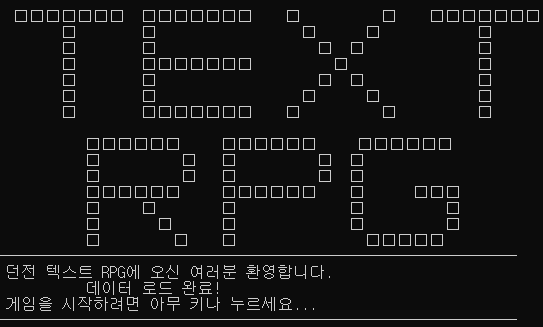 TEXT
RPG
던전 텍스트 RPG에 오신 여러분 환영합니다.
데이터 로드 완료!
게임을 시작하려면 아무 키나 누르세요...